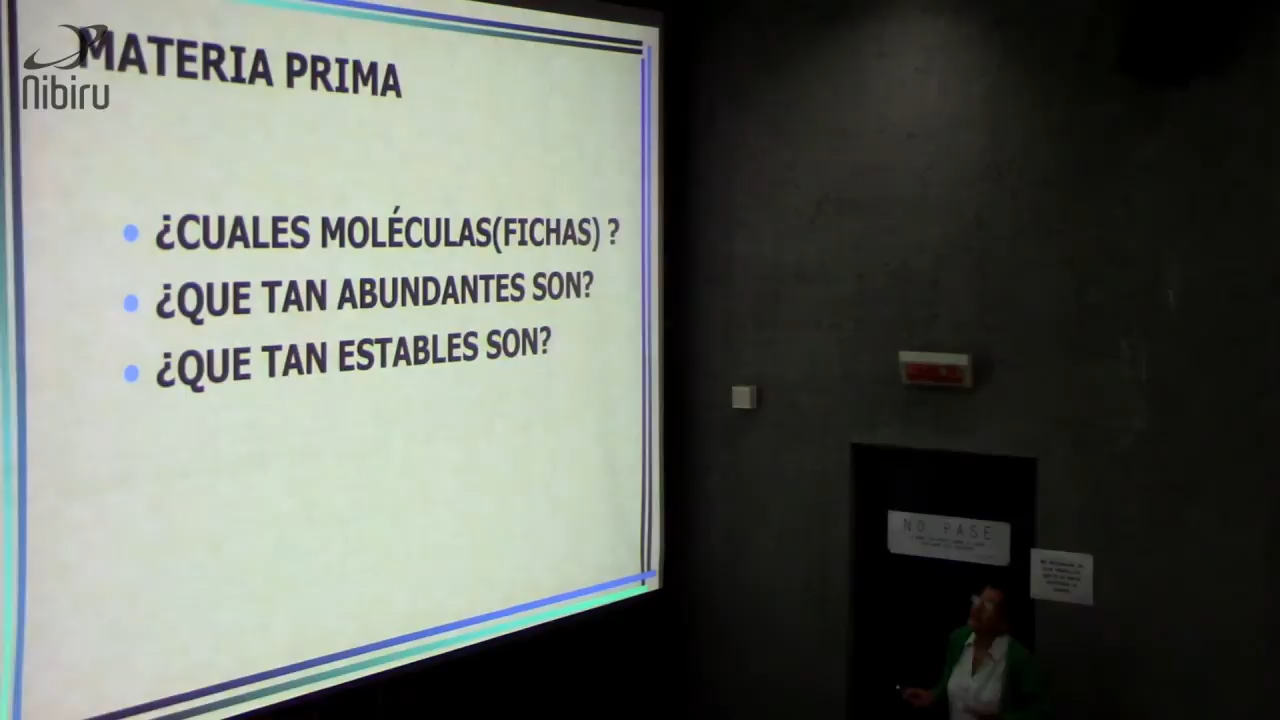 MATERIA PRIMA
Nibiru
¿CUALES MOLÉCULAS(FICHAS) ?
¿QUE TAN ABUNDANTES SON?
¿QUE TAN ESTABLES SON?
NO PASE